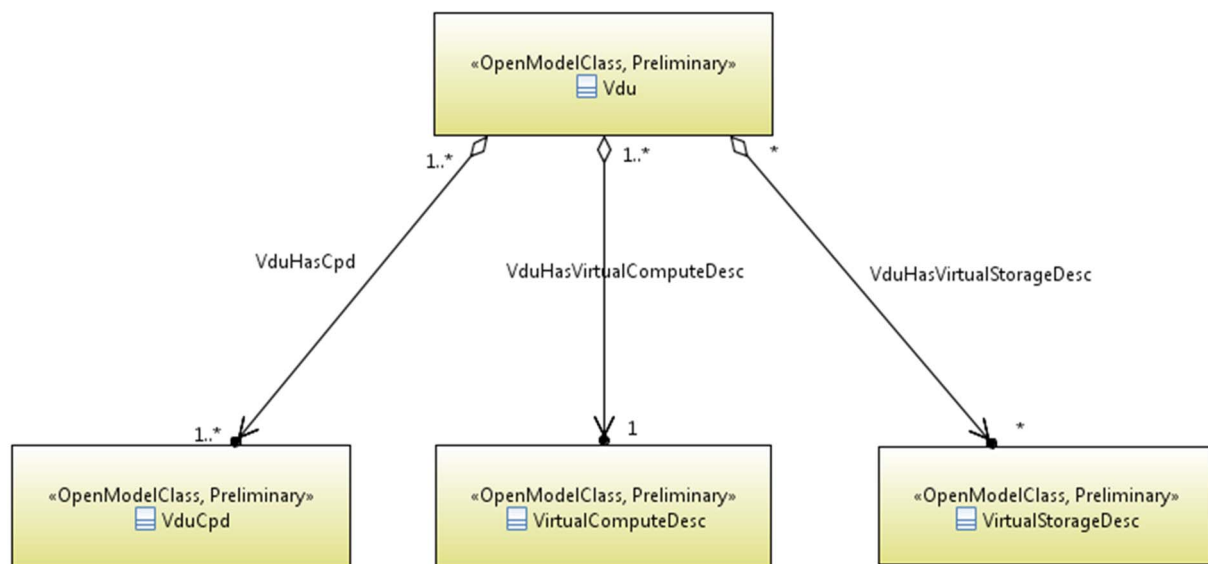 «OpenModelClass, Preliminary»
Vdu
1..*
1..*
*
VduHasCpd
VduHasVirtualComputeDesc
VduHasVirtualStorageDesc
1..*
1
*
«OpenModelClass, Preliminary»
VduCpd
«OpenModelClass, Preliminary»
VirtualComputeDesc
«OpenModelClass, Preliminary»
VirtualStorageDesc